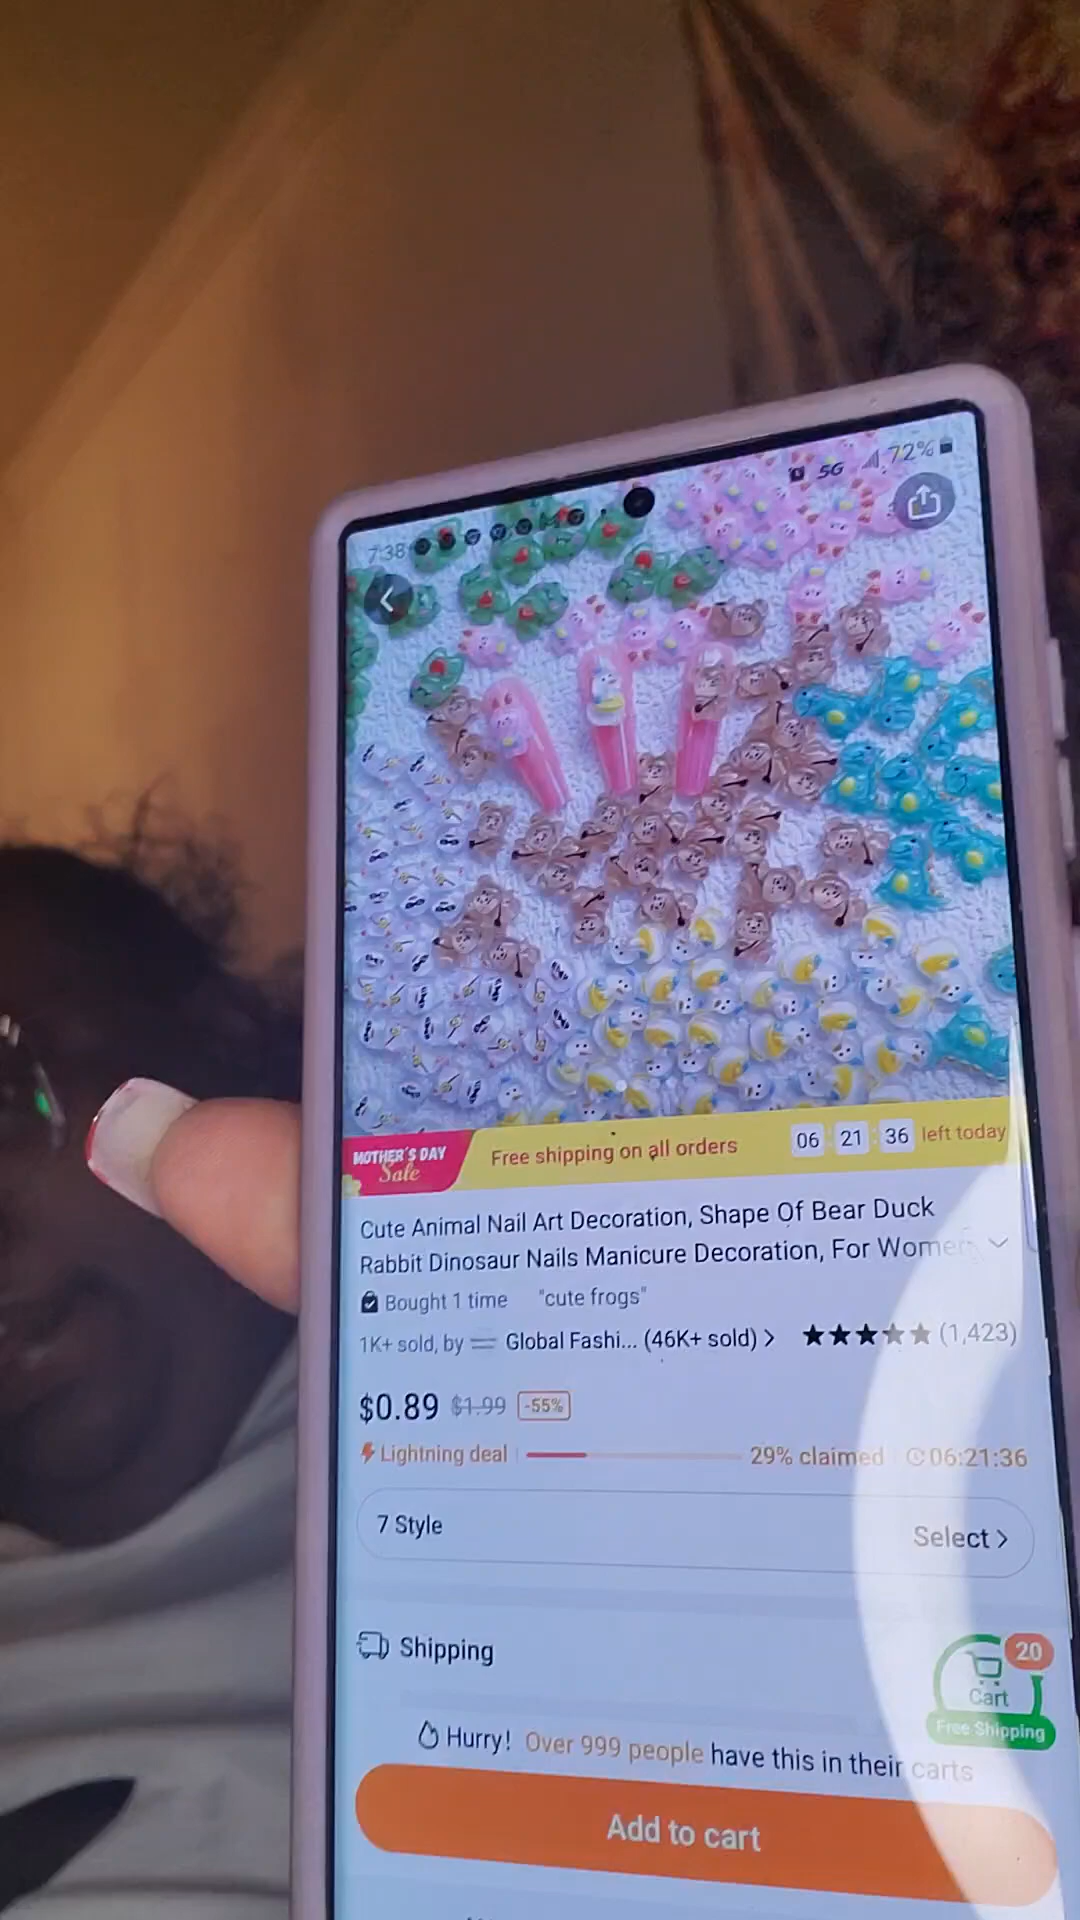 7:38
5G 72%
MOTHER'S DAY
Sale
Free shipping on all orders
06 : 21 : 36 left today
Cute Animal Nail Art Decoration, Shape Of Bear Duck
Rabbit Dinosaur Nails Manicure Decoration, For Women
Bought 1 time "cute frogs"
1K+ sold, by Global Fashi... (46K+ sold) > ★★★★★ (1,423)
$0.89 $1.99 -55%
Lightning deal 29% claimed 06:21:36
7 Style
Select >
Shipping
20
Cart
Free Shipping
Hurry! Over 999 people have this in their carts
Add to cart